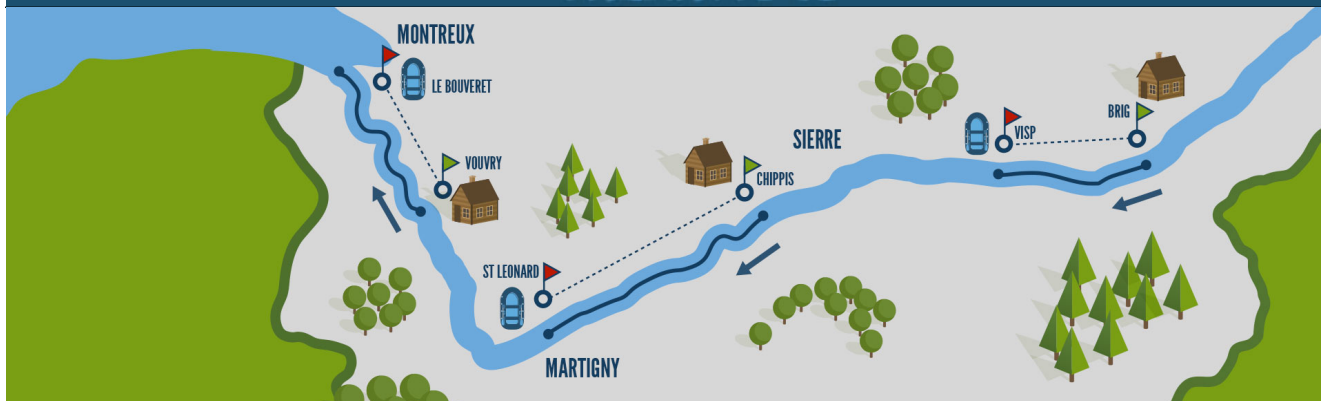 MONTREUX
LE BOUVERET
VOUVRY
SIERRE
VISP
BRIG
CHIPPIS
ST LEONARD
MARTIGNY